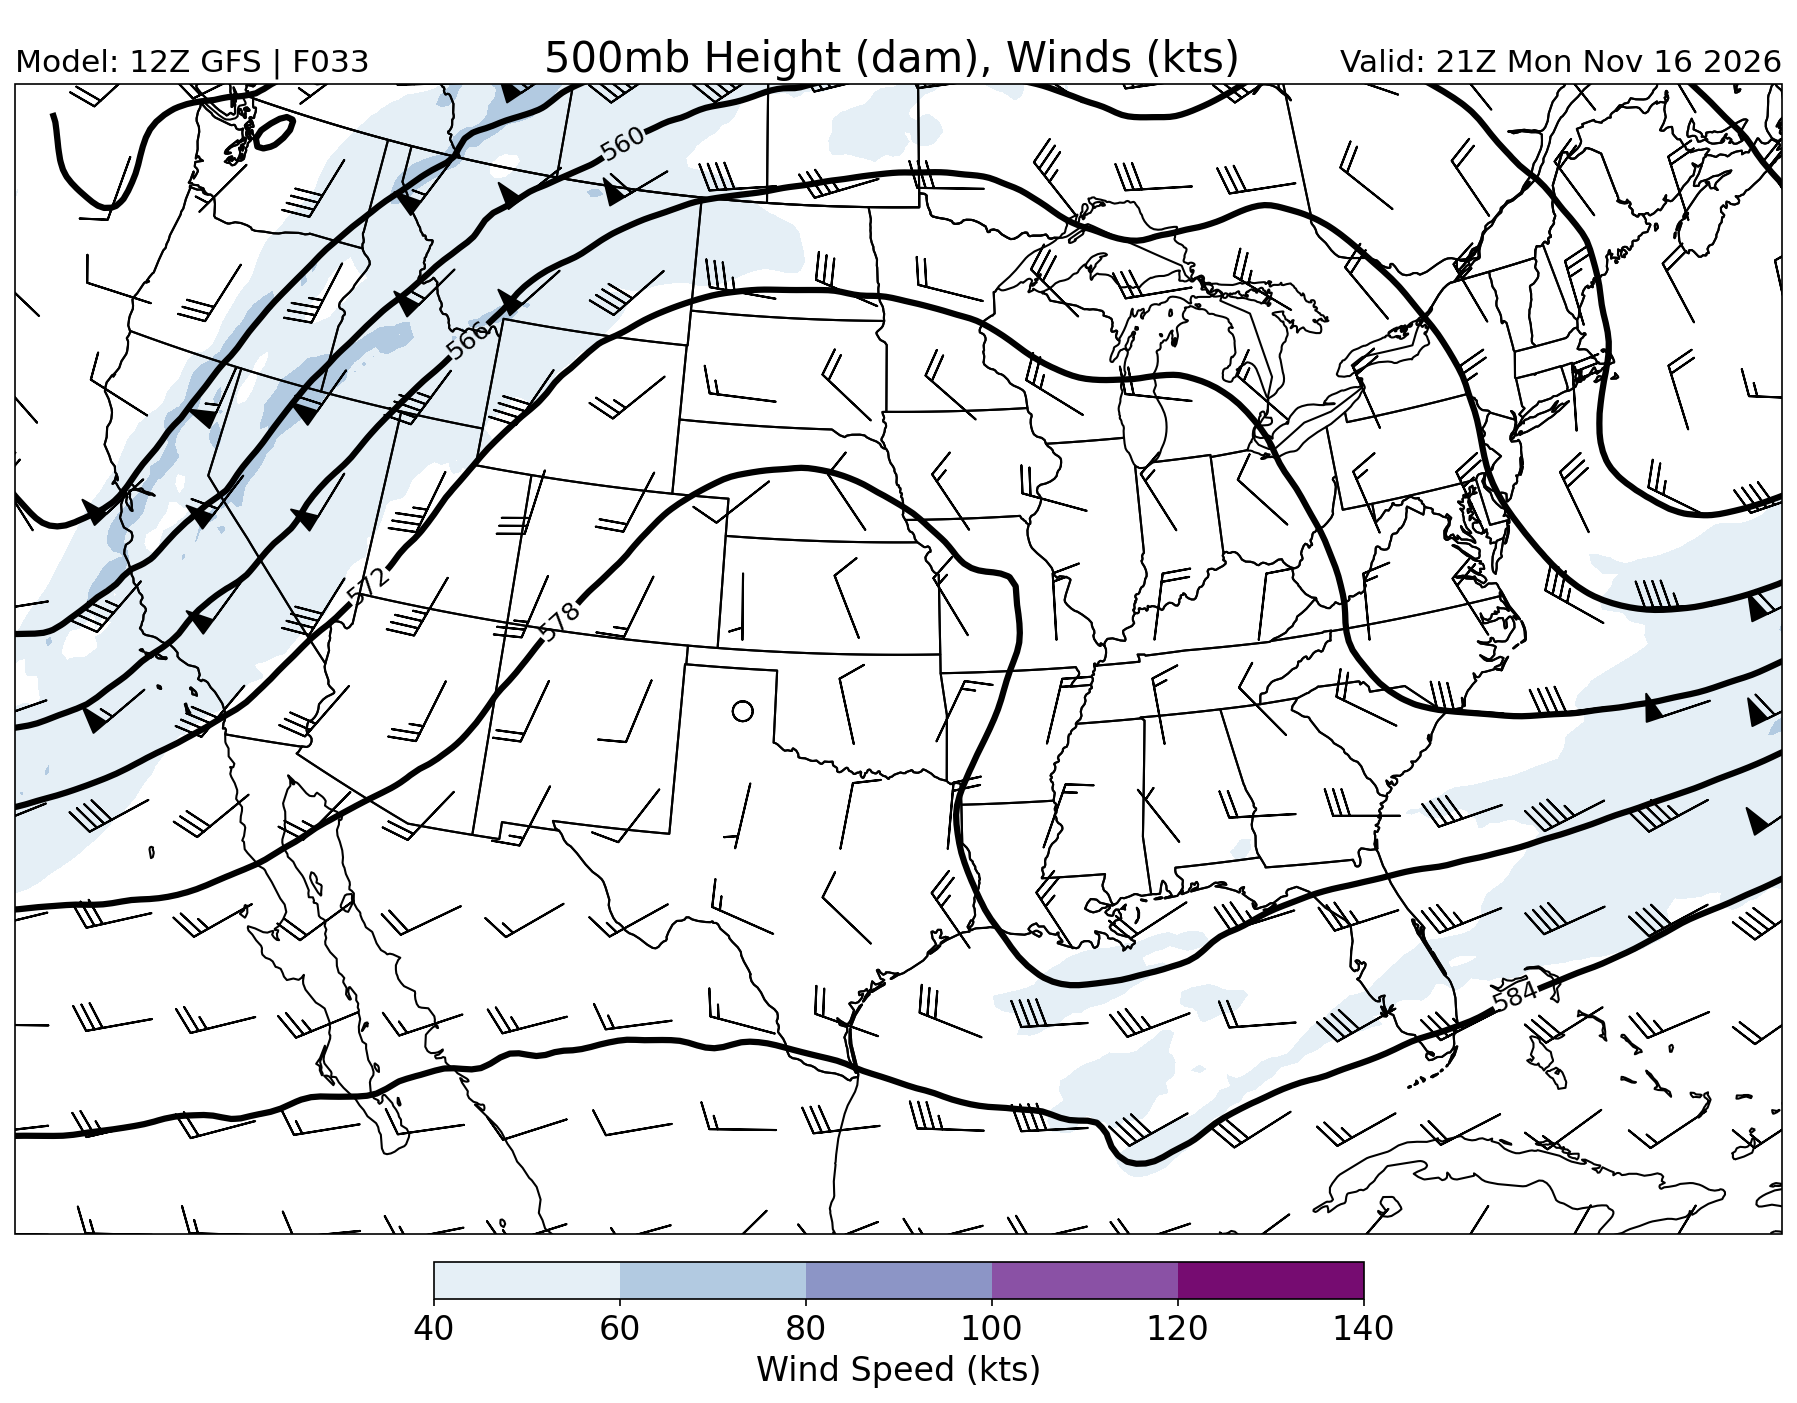 Model: 12Z GFS | F033
500mb Height (dam), Winds (kts)
Valid: 21Z Mon Nov 16 2026
560
566
572
578
584
40 60 80 100 120 140
Wind Speed (kts)